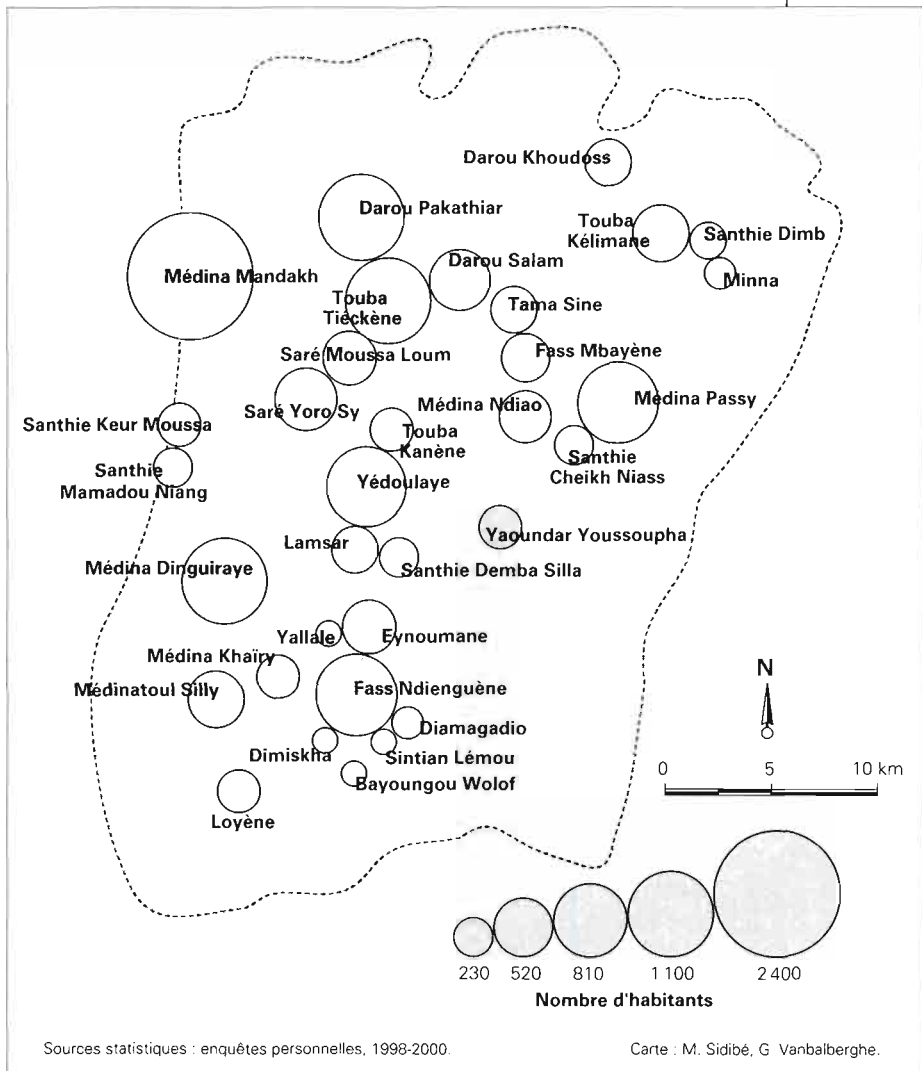 Darou Khoudoss
Darou Pakathiar
Touba
Kélimane
Santhie Dimb
Médina Mandakh
Darou Salam
Minna
Touba
Tiéckène
Tama Sine
Saré Moussa Loum
Fass Mbayène
Saré Yoro Sy
Médina Ndiao
Médina Passy
Santhie Keur Moussa
Touba
Kanène
Santhie
Mamadou Niang
Santhie
Cheikh Niass
Yédoulaye
Lamsar
Yaoundar Youssoupha
Médina Dinguiraye
Santhie Demba Silla
Yallale
Eynoumane
Médina Khaïry
Médinatoul Silly
Fass Ndienguène
Diamagadio
Dimiskha
Sintian Lémou
Bayoungou Wolof
Loyène
N
0 5 10 km
230 520 810 1 100 2 400
Nombre d'habitants
Sources statistiques : enquêtes personnelles, 1998-2000.
Carte : M. Sidibé, G Vanbalberghe.